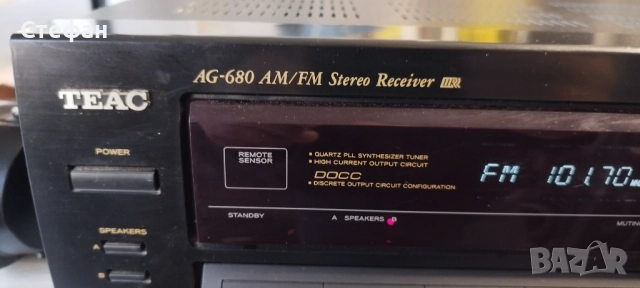 Стефен
AG-680 AM/FM Stereo Receiver
TEAC
POWER
REMOTE
SENSOR
• QUARTZ PLL SYNTHESIZER TUNER
• HIGH CURRENT OUTPUT CIRCUIT
DOCC
• DISCRETE OUTPUT CIRCUIT CONFIGURATION
FM 101.70
STANDBY
A SPEAKERS B
MUTING
SPEAKERS
A
B
BAZAR